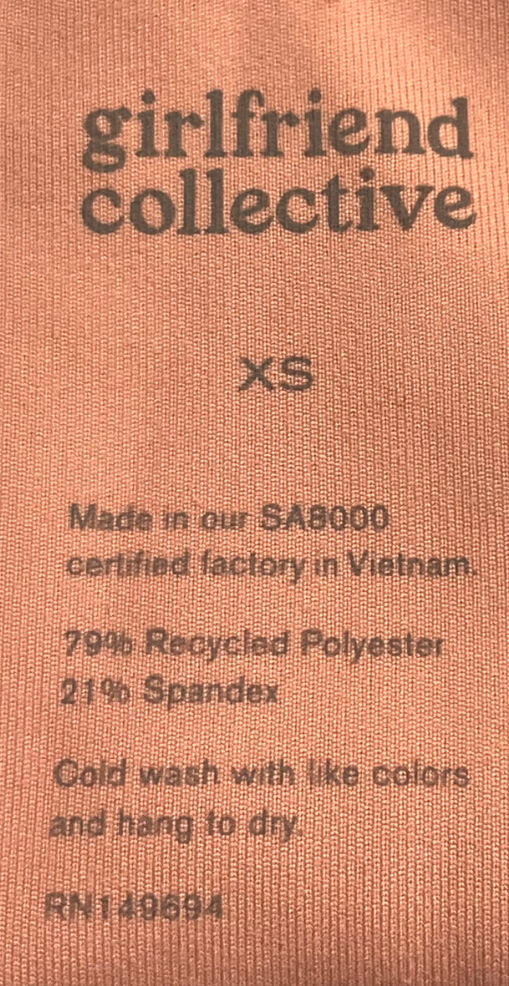 girlfriend
collective
XS
Made in our SA8000
certified factory in Vietnam.
79% Recycled Polyester
21% Spandex
Cold wash with like colors
and hang to dry.
RN149694